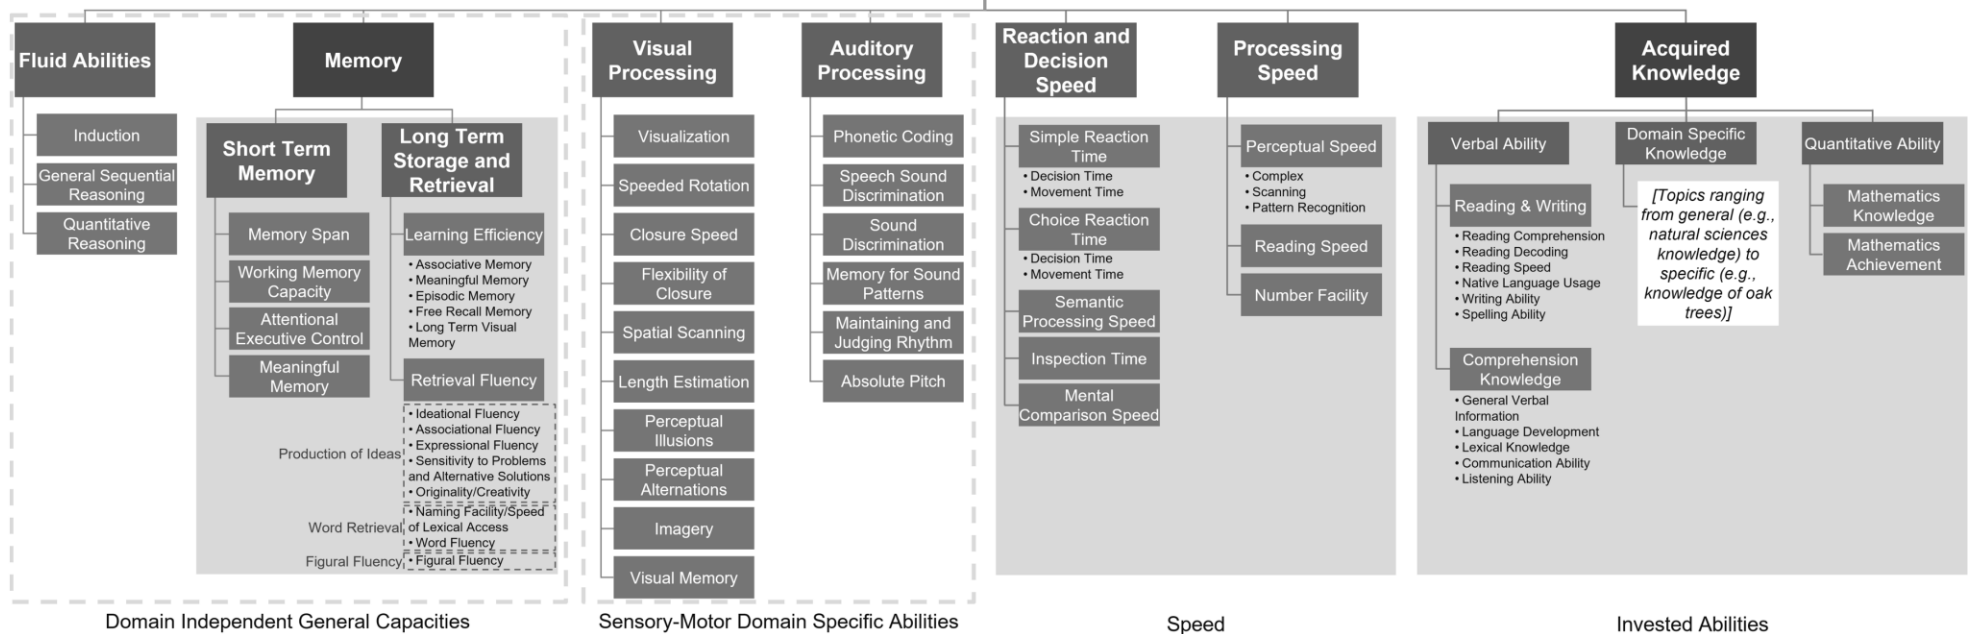 Fluid Abilities
Induction
General Sequential
Reasoning
Quantitative
Reasoning
Memory
Short Term
Memory
Memory Span
Working Memory
Capacity
Attentional
Executive Control
Meaningful
Memory
Long Term
Storage and
Retrieval
Learning Efficiency
• Associative Memory
• Meaningful Memory
• Episodic Memory
• Free Recall Memory
• Long Term Visual
Memory
Retrieval Fluency
Production of Ideas
• Ideational Fluency
• Associational Fluency
• Expressional Fluency
• Sensitivity to Problems
and Alternative Solutions
• Originality/Creativity
Word Retrieval
• Naming Facility/Speed
of Lexical Access
• Word Fluency
Figural Fluency
• Figural Fluency
Domain Independent General Capacities
Visual
Processing
Visualization
Speeded Rotation
Closure Speed
Flexibility of
Closure
Spatial Scanning
Length Estimation
Perceptual
Illusions
Perceptual
Alternations
Imagery
Visual Memory
Auditory
Processing
Phonetic Coding
Speech Sound
Discrimination
Sound
Discrimination
Memory for Sound
Patterns
Maintaining and
Judging Rhythm
Absolute Pitch
Sensory-Motor Domain Specific Abilities
Reaction and
Decision
Speed
Simple Reaction
Time
• Decision Time
• Movement Time
Choice Reaction
Time
• Decision Time
• Movement Time
Semantic
Processing Speed
Inspection Time
Mental
Comparison Speed
Processing
Speed
Perceptual Speed
• Complex
• Scanning
• Pattern Recognition
Reading Speed
Number Facility
Speed
Acquired
Knowledge
Verbal Ability
Reading & Writing
• Reading Comprehension
• Reading Decoding
• Reading Speed
• Native Language Usage
• Writing Ability
• Spelling Ability
Comprehension
Knowledge
• General Verbal
Information
• Language Development
• Lexical Knowledge
• Communication Ability
• Listening Ability
Domain Specific
Knowledge
[Topics ranging
from general (e.g.,
natural sciences
knowledge) to
specific (e.g.,
knowledge of oak
trees)]
Quantitative Ability
Mathematics
Knowledge
Mathematics
Achievement
Invested Abilities